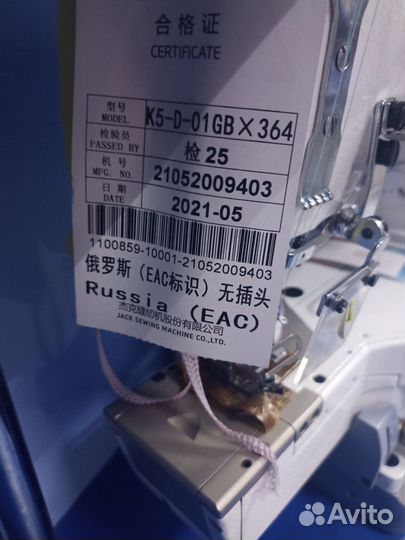 合格证
CERTIFICATE
型号 MODEL K5-D-01GB×364
检验员 PASSED BY 检 25
机号 MFG. NO. 21052009403
日期 DATE 2021-05
1100859-10001-21052009403
俄罗斯（EAC标识）无插头
Russia （EAC）
杰克缝纫机股份有限公司
JACK SEWING MACHINE CO.,LTD.
Avito